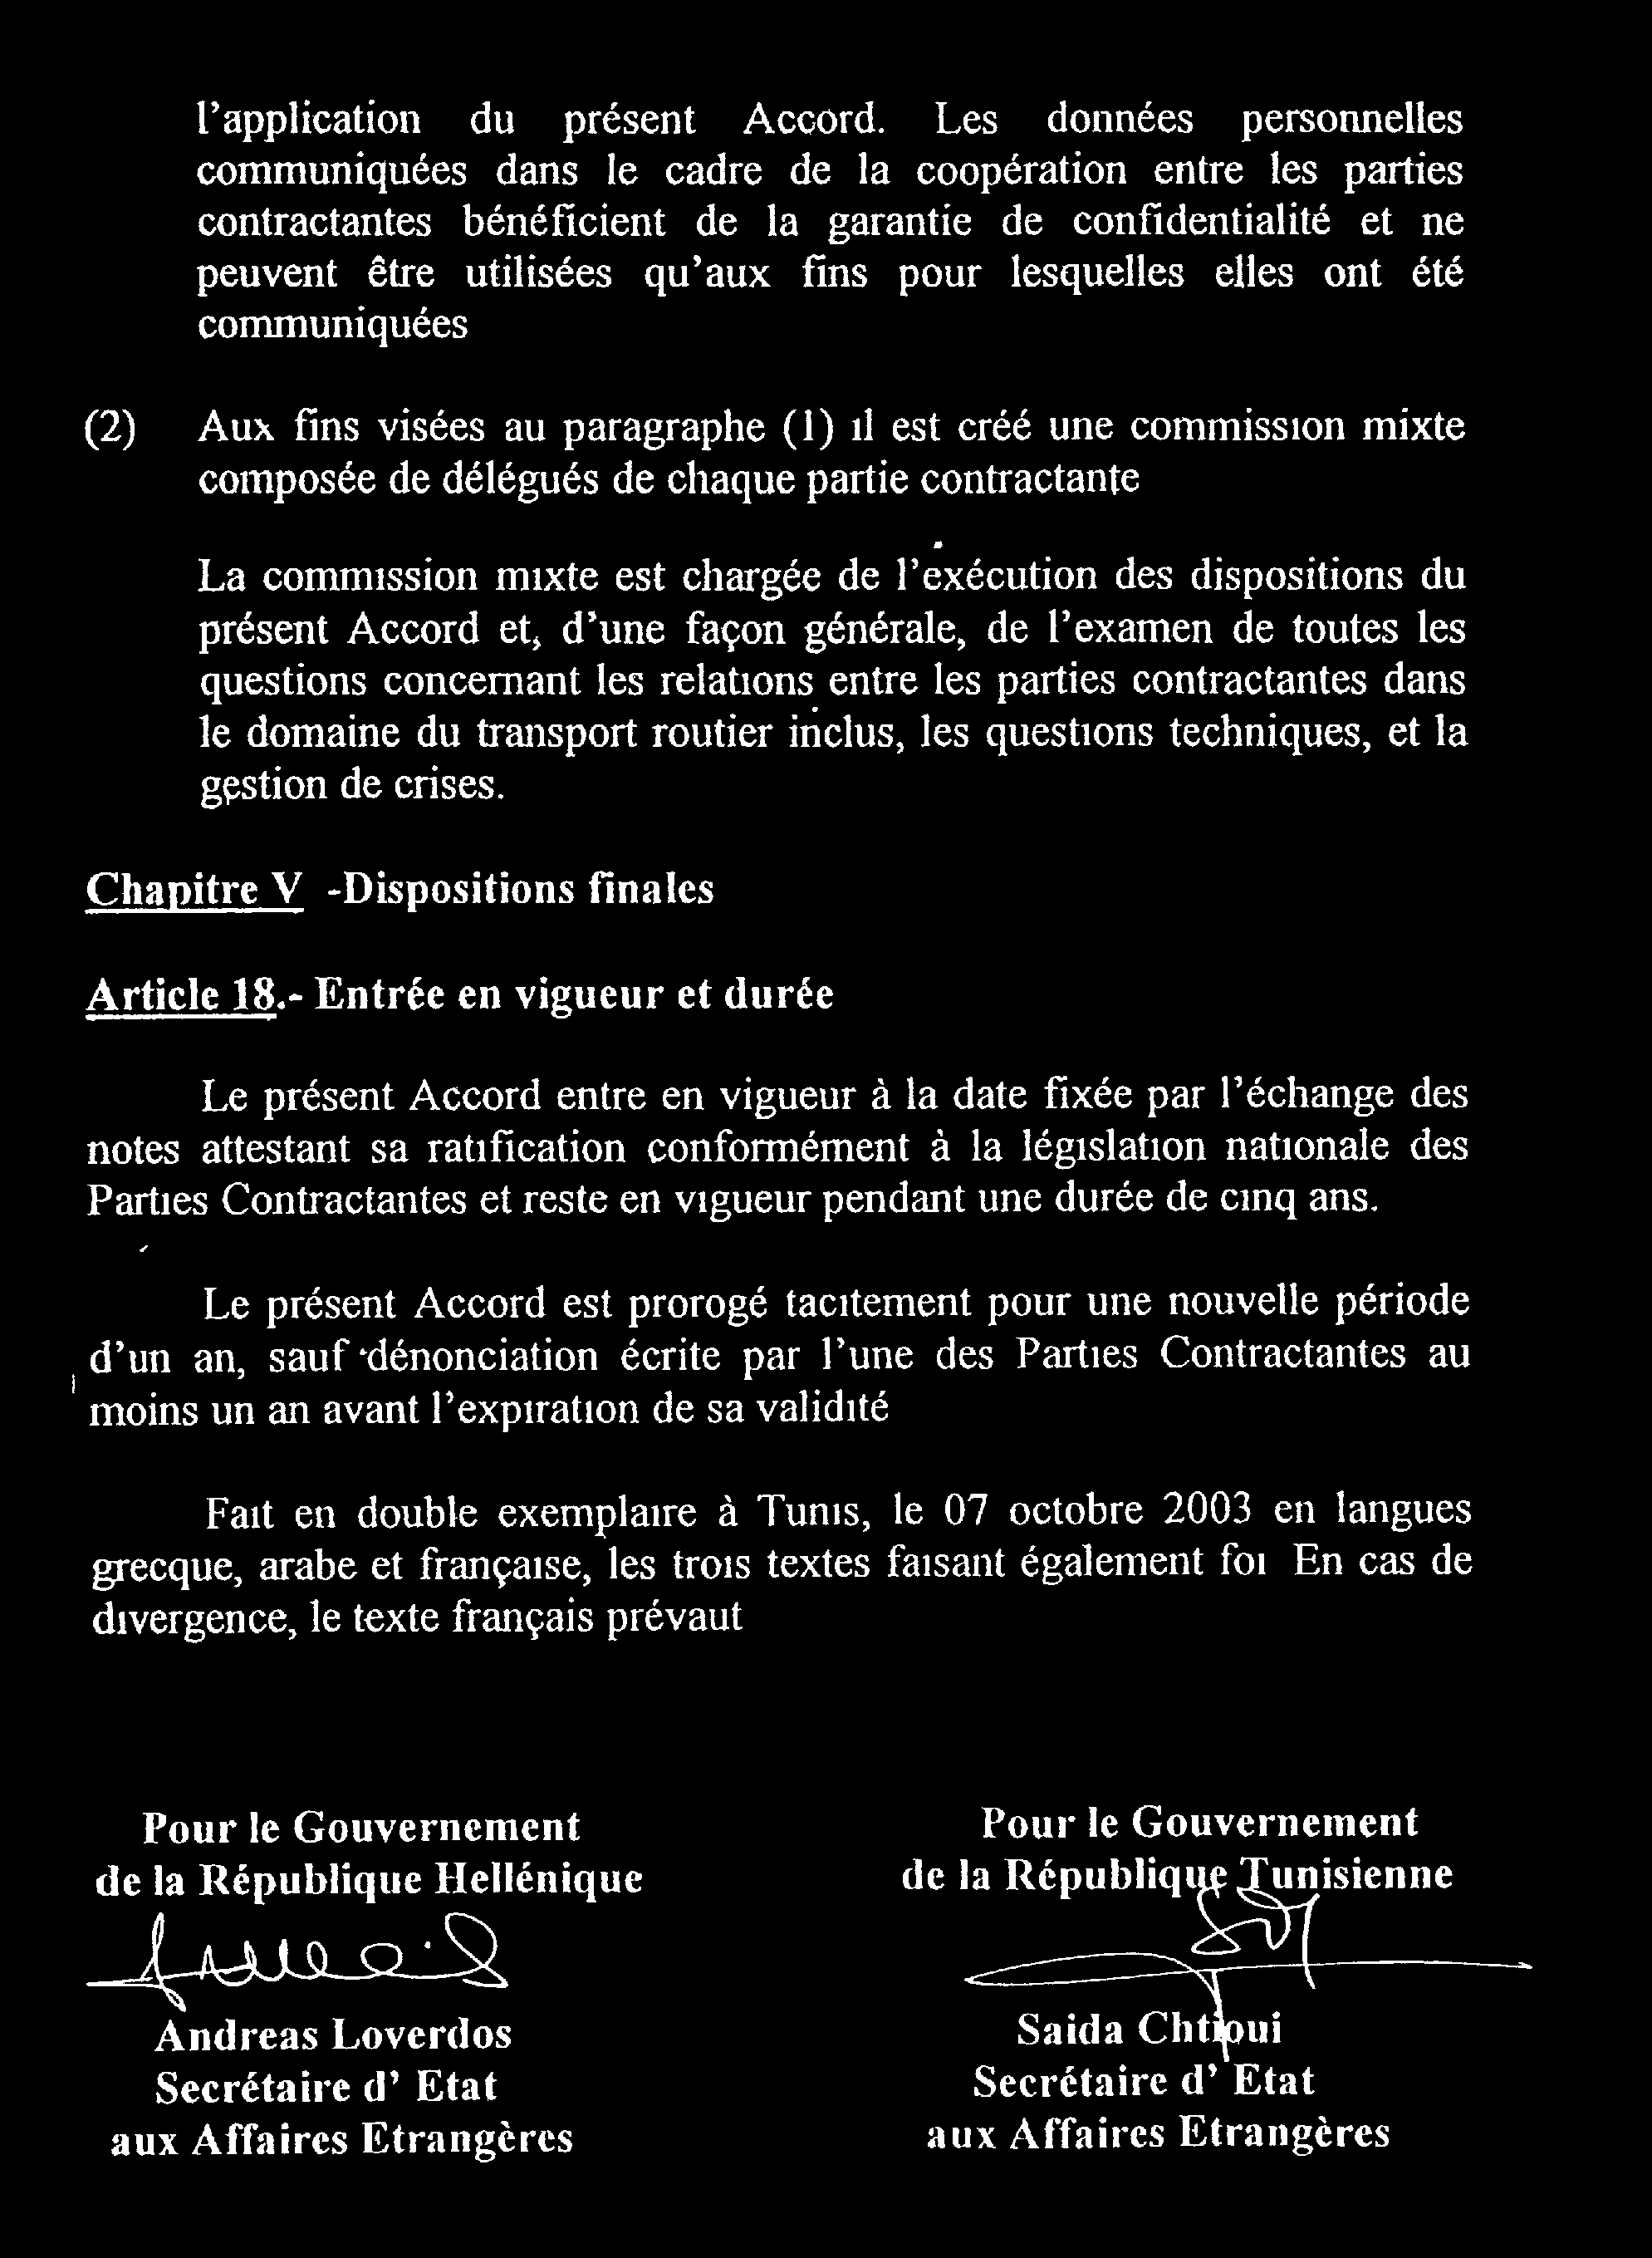 l'application du présent Accord. Les données personnelles
communiquées dans le cadre de la coopération entre les parties
contractantes bénéficient de la garantie de confidentialité et ne
peuvent être utilisées qu'aux fins pour lesquelles elles ont été
communiquées
(2) Aux fins visées au paragraphe (1) il est créé une commission mixte
composée de délégués de chaque partie contractante
La commission mixte est chargée de l'exécution des dispositions du
présent Accord et, d'une façon générale, de l'examen de toutes les
questions concernant les relations entre les parties contractantes dans
le domaine du transport routier inclus, les questions techniques, et la
gestion de crises.
Chapitre V -Dispositions finales
Article 18.- Entrée en vigueur et durée
Le présent Accord entre en vigueur à la date fixée par l'échange des
notes attestant sa ratification conformément à la législation nationale des
Parties Contractantes et reste en vigueur pendant une durée de cinq ans.
Le présent Accord est prorogé tacitement pour une nouvelle période
d'un an, sauf dénonciation écrite par l'une des Parties Contractantes au
moins un an avant l'expiration de sa validité
Fait en double exemplaire à Tunis, le 07 octobre 2003 en langues
grecque, arabe et française, les trois textes faisant également foi En cas de
divergence, le texte français prévaut
Pour le Gouvernement
de la République Hellénique
Andreas Loverdos
Secrétaire d' Etat
aux Affaires Etrangères
Pour le Gouvernement
de la République Tunisienne
Saida Chtioui
Secrétaire d' Etat
aux Affaires Etrangères